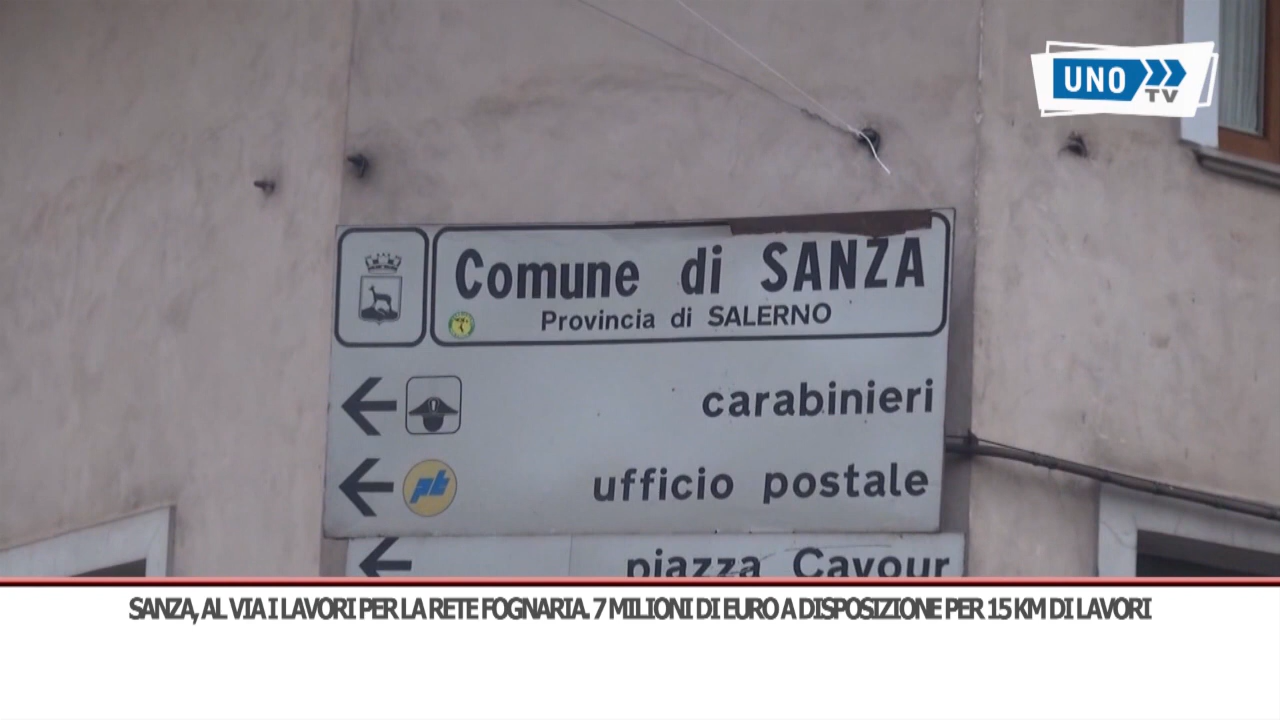 UNO
TV
Comune di SANZA
Provincia di SALERNO
carabinieri
ufficio postale
pt
piazza Cavour
SANZA, AL VIA I LAVORI PER LA RETE FOGNARIA. 7 MILIONI DI EURO A DISPOSIZIONE PER 15 KM DI LAVORI